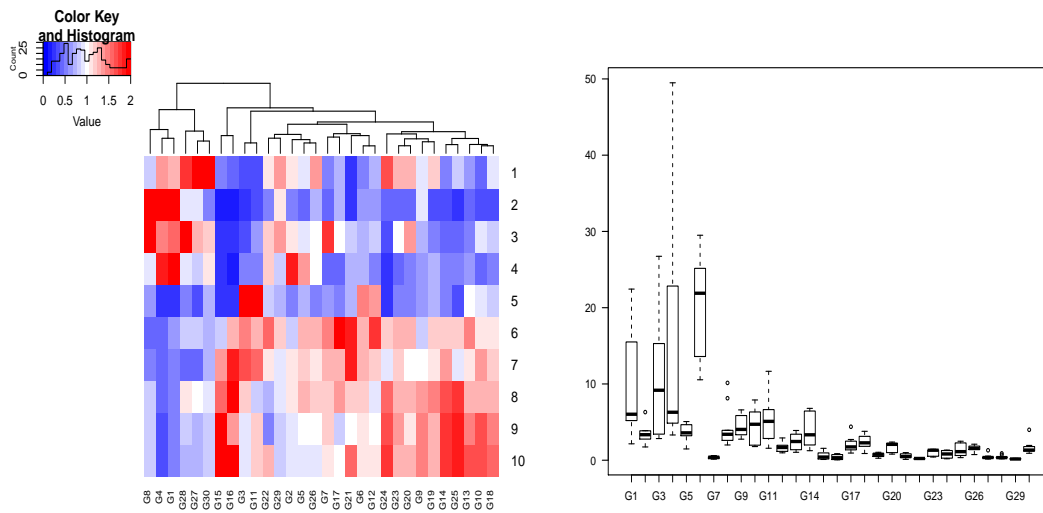 Color Key
and Histogram
Count
0 25
0 0.5 1 1.5 2
Value
1
2
3
4
5
6
7
8
9
10
G8 G4 G1 G28 G27 G30 G15 G16 G3 G11 G22 G29 G2 G5 G26 G7 G17 G21 G6 G12 G24 G23 G20 G9 G19 G14 G25 G13 G10 G18
50
40
30
20
10
0
G1 G3 G5 G7 G9 G11 G14 G17 G20 G23 G26 G29